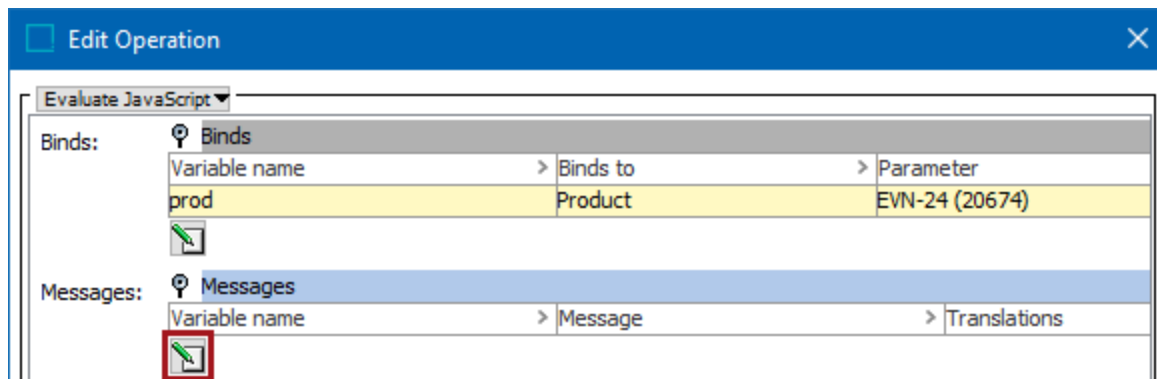 Edit Operation
Evaluate JavaScript
Binds: Binds
Variable name > Binds to > Parameter
prod Product EVN-24 (20674)
Messages: Messages
Variable name > Message > Translations